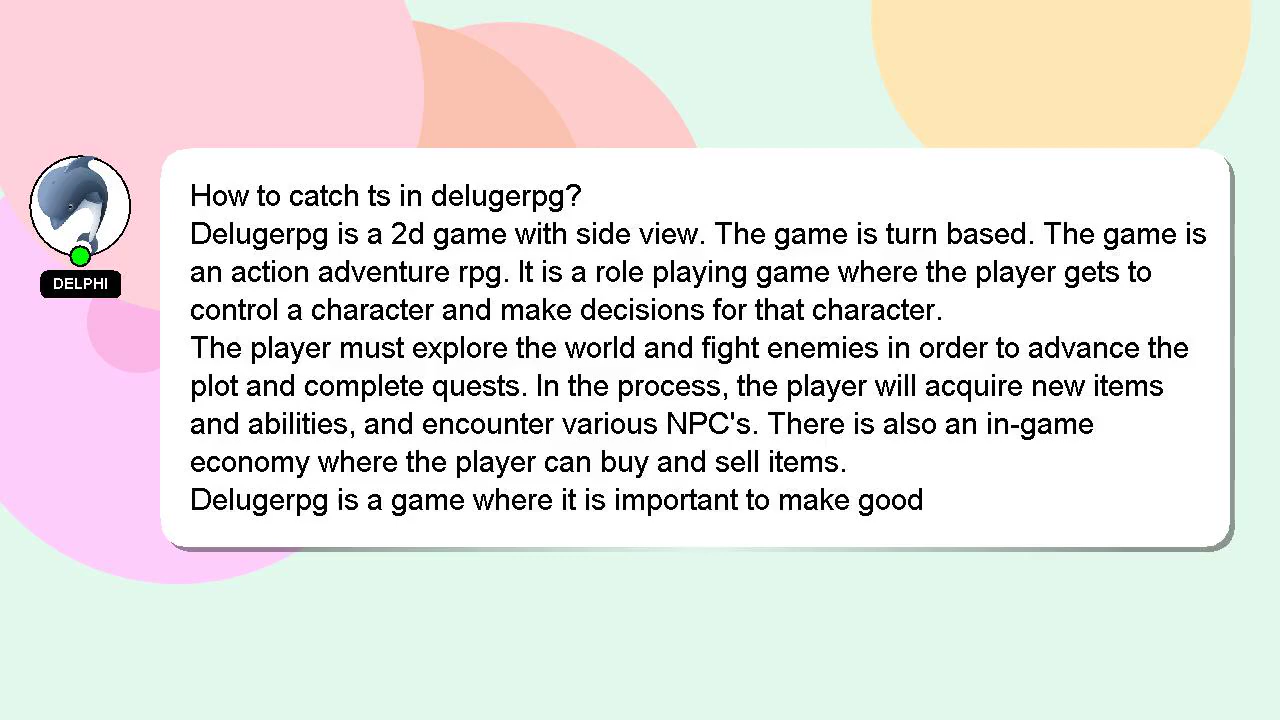 How to catch ts in delugerpg?
Delugerpg is a 2d game with side view. The game is turn based. The game is
an action adventure rpg. It is a role playing game where the player gets to
control a character and make decisions for that character.
The player must explore the world and fight enemies in order to advance the
plot and complete quests. In the process, the player will acquire new items
and abilities, and encounter various NPC's. There is also an in-game
economy where the player can buy and sell items.
Delugerpg is a game where it is important to make good
DELPHI